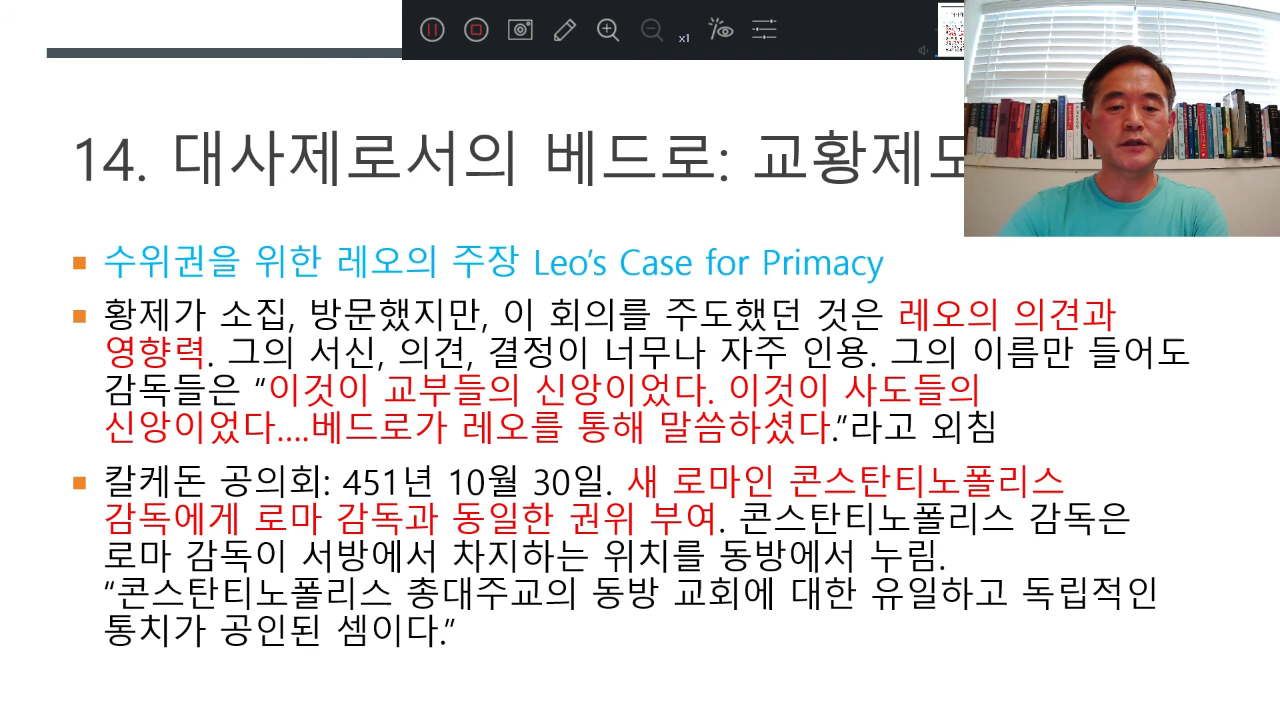 x1
14. 대사제로서의 베드로: 교황제도
수위권을 위한 레오의 주장 Leo's Case for Primacy
황제가 소집, 방문했지만, 이 회의를 주도했던 것은 레오의 의견과
영향력. 그의 서신, 의견, 결정이 너무나 자주 인용. 그의 이름만 들어도
감독들은 “이것이 교부들의 신앙이었다. 이것이 사도들의
신앙이었다....베드로가 레오를 통해 말씀하셨다.”라고 외침
칼케돈 공의회: 451년 10월 30일. 새 로마인 콘스탄티노폴리스
감독에게 로마 감독과 동일한 권위 부여. 콘스탄티노폴리스 감독은
로마 감독이 서방에서 차지하는 위치를 동방에서 누림.
“콘스탄티노폴리스 총대주교의 동방 교회에 대한 유일하고 독립적인
통치가 공인된 셈이다.”